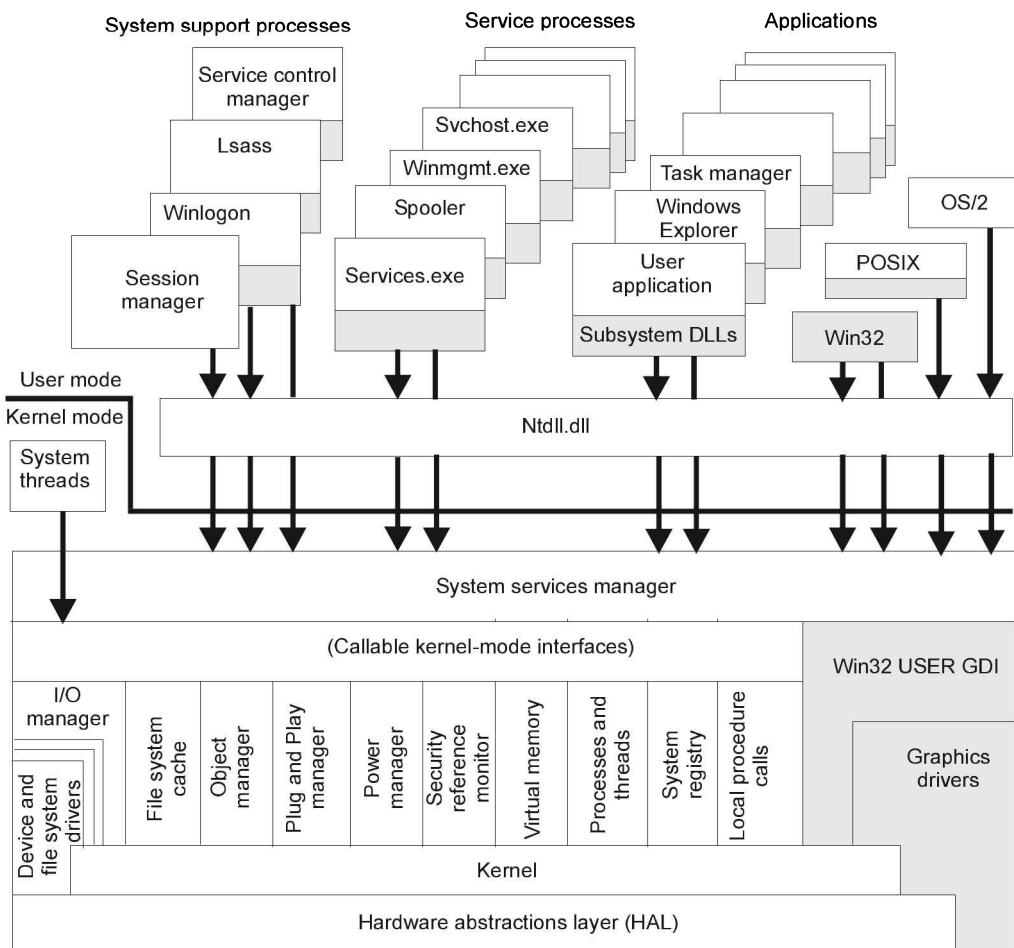 System support processes
Service processes
Applications
Service control
manager
Lsass
Winlogon
Session
manager
Svchost.exe
Winmgmt.exe
Spooler
Services.exe
Task manager
Windows
Explorer
User
application
Subsystem DLLs
OS/2
POSIX
Win32
User mode
Kernel mode
Ntdll.dll
System
threads
System services manager
(Callable kernel-mode interfaces)
Win32 USER GDI
I/O
manager
Device and
file system
drivers
File system
cache
Object
manager
Plug and Play
manager
Power
manager
Security
reference
monitor
Virtual memory
Processes and
threads
System
registry
Local procedure
calls
Graphics
drivers
Kernel
Hardware abstractions layer (HAL)